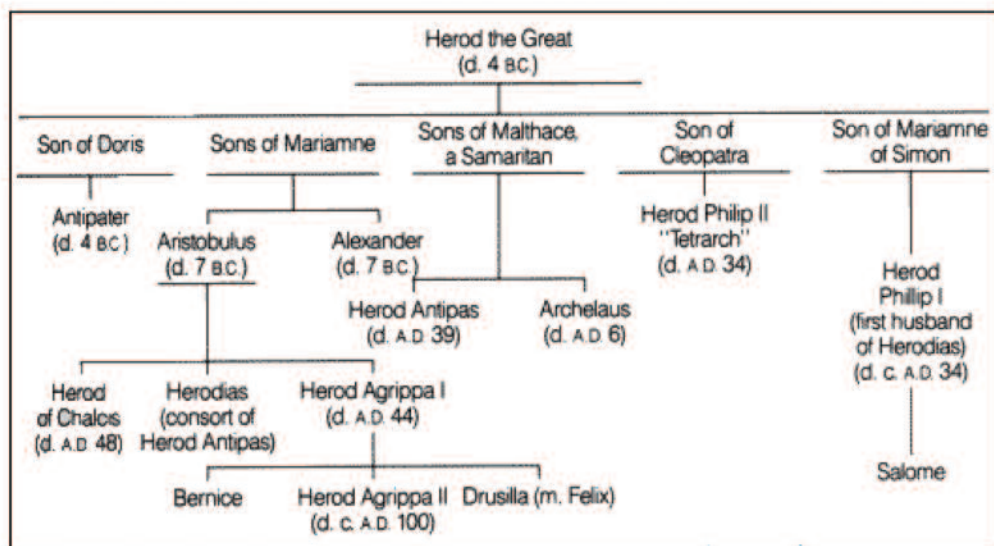 Herod the Great
(d. 4 B.C.)
Son of Doris
Sons of Mariamne
Sons of Malthace,
a Samaritan
Son of
Cleopatra
Son of Mariamne
of Simon
Antipater
(d. 4 B.C.)
Aristobulus
(d. 7 B.C.)
Alexander
(d. 7 B.C.)
Herod Antipas
(d. A.D. 39)
Archelaus
(d. A.D. 6)
Herod Philip II
"Tetrarch"
(d. A.D. 34)
Herod
Phillip I
(first husband
of Herodias)
(d. c. A.D. 34)
Herod
of Chalcis
(d. A.D. 48)
Herodias
(consort of
Herod Antipas)
Herod Agrippa I
(d. A.D. 44)
Salome
Bernice
Herod Agrippa II
(d. c. A.D. 100)
Drusilla (m. Felix)